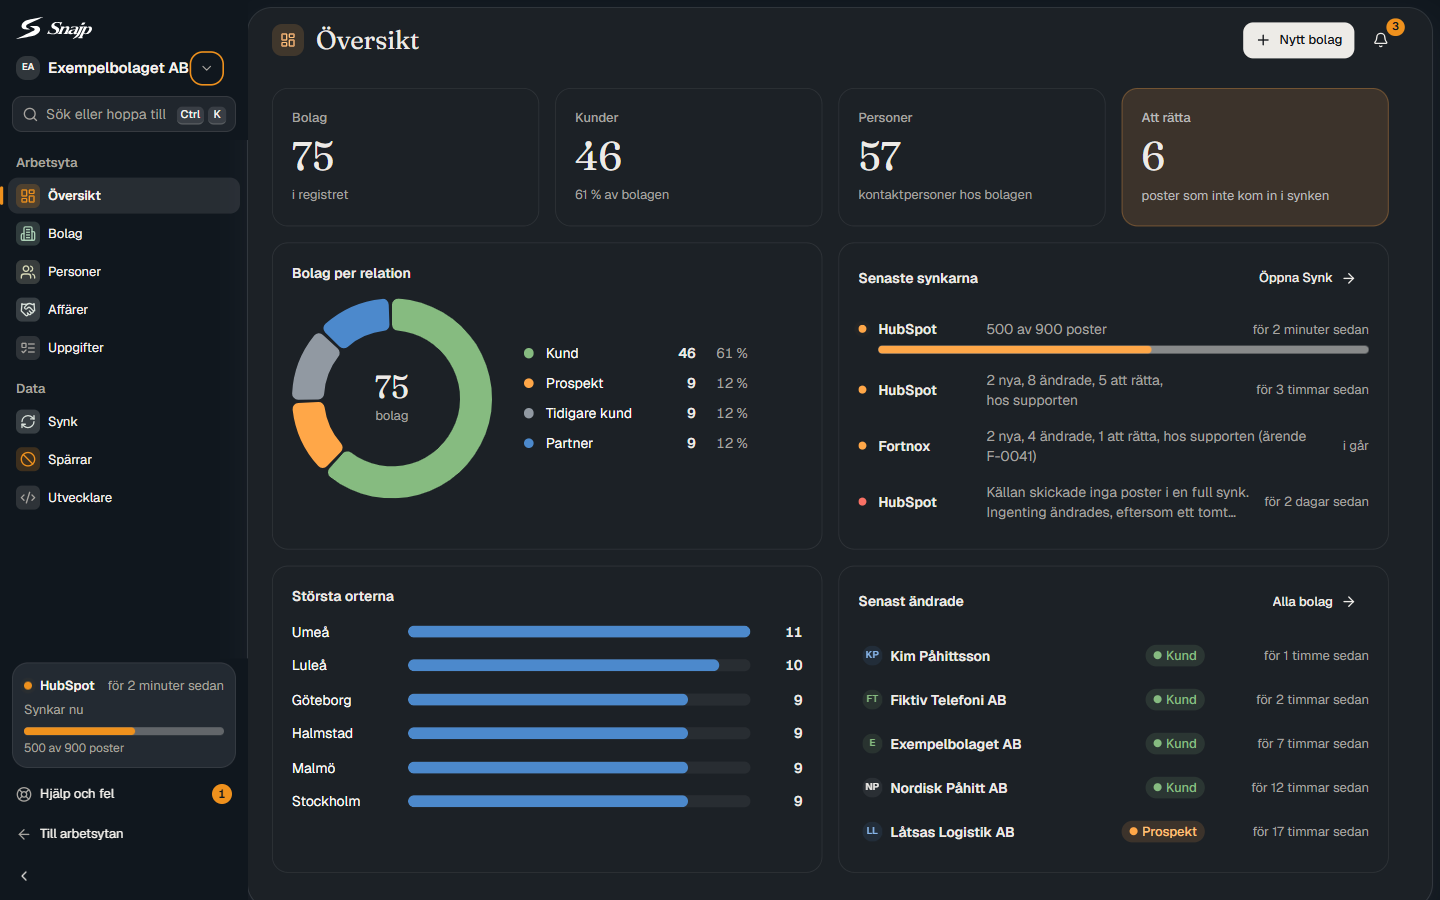 Snajp
EA Exempelbolaget AB
Sök eller hoppa till Ctrl K
Arbetsyta
Översikt
Bolag
Personer
Affärer
Uppgifter
Data
Synk
Spärrar
Utvecklare
HubSpot för 2 minuter sedan
Synkar nu
500 av 900 poster
Hjälp och fel 1
Till arbetsytan
Översikt
Nytt bolag
3
Bolag
75
i registret
Kunder
46
61 % av bolagen
Personer
57
kontaktpersoner hos bolagen
Att rätta
6
poster som inte kom in i synken
Bolag per relation
75
bolag
Kund 46 61 %
Prospekt 9 12 %
Tidigare kund 9 12 %
Partner 9 12 %
Senaste synkarna Öppna Synk
HubSpot 500 av 900 poster för 2 minuter sedan
HubSpot 2 nya, 8 ändrade, 5 att rätta, för 3 timmar sedan
hos supporten
Fortnox 2 nya, 4 ändrade, 1 att rätta, hos supporten (ärende i går
F-0041)
HubSpot Källan skickade inga poster i en full synk. för 2 dagar sedan
Ingenting ändrades, eftersom ett tomt…
Största orterna
Umeå 11
Luleå 10
Göteborg 9
Halmstad 9
Malmö 9
Stockholm 9
Senast ändrade Alla bolag
KP Kim Påhittsson Kund för 1 timme sedan
FT Fiktiv Telefoni AB Kund för 2 timmar sedan
E Exempelbolaget AB Kund för 7 timmar sedan
NP Nordisk Påhitt AB Kund för 12 timmar sedan
LL Låtsas Logistik AB Prospekt för 17 timmar sedan